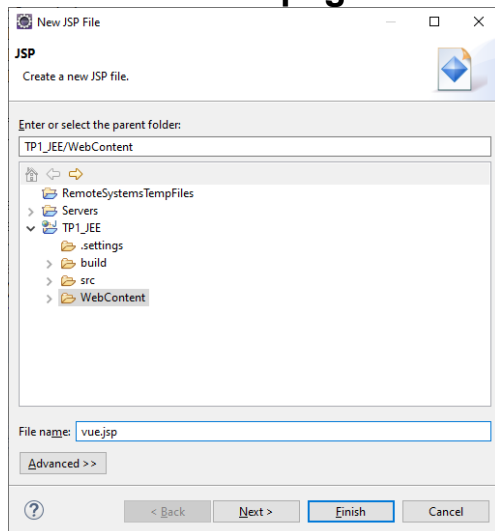 New JSP File
JSP
Create a new JSP file.
Enter or select the parent folder:
TP1_JEE/WebContent
RemoteSystemsTempFiles
Servers
TP1_JEE
.settings
build
src
WebContent
File name: vue.jsp
Advanced >>
< Back Next > Finish Cancel